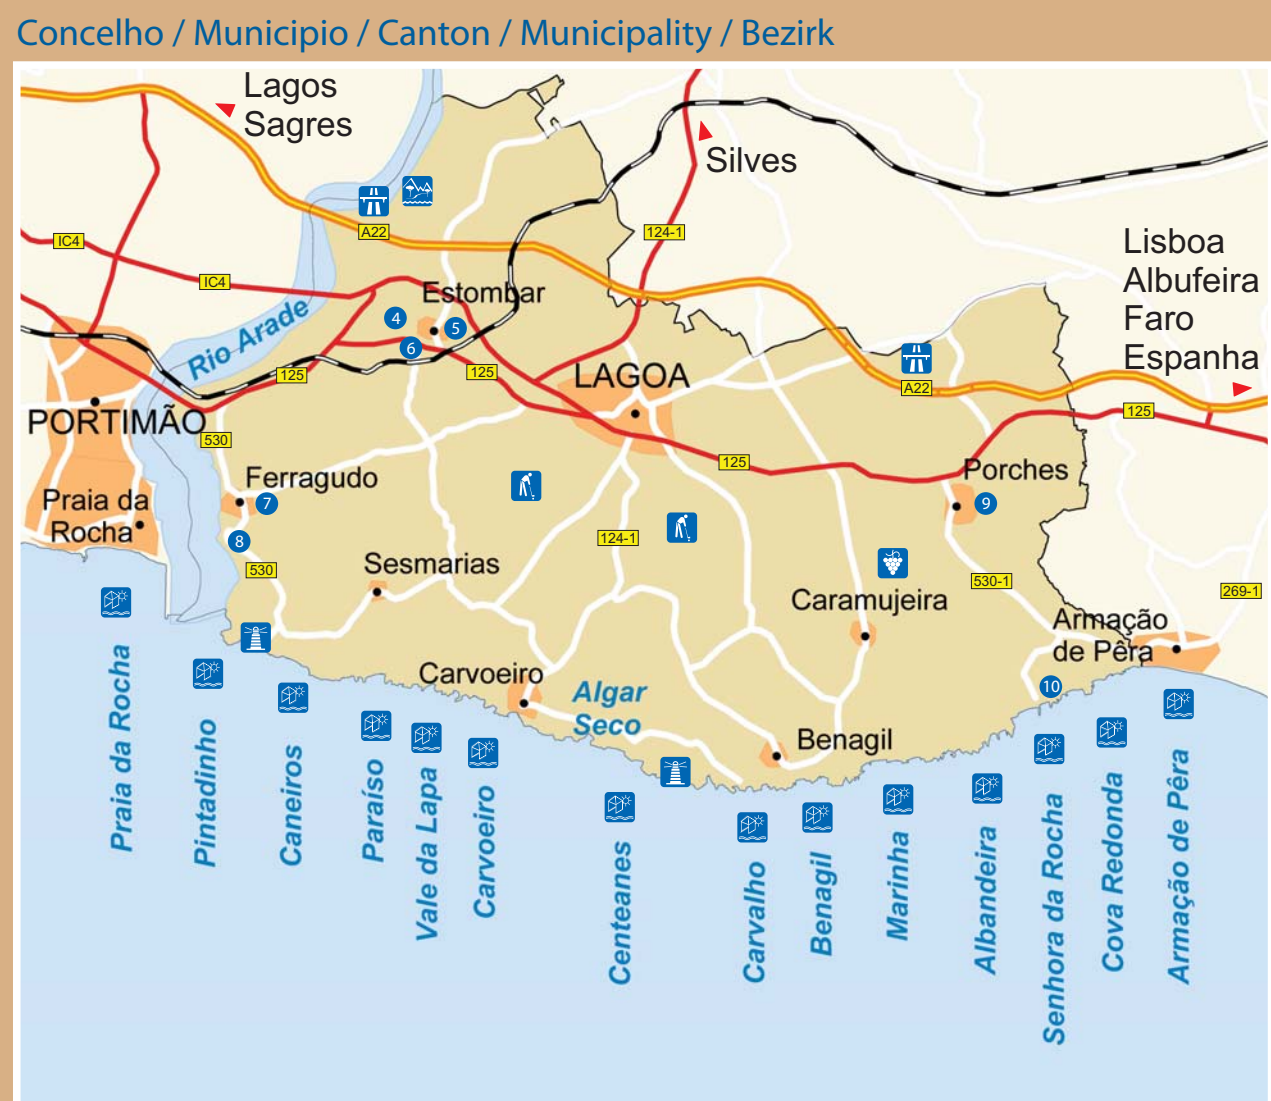 Concelho / Municipio / Canton / Municipality / Bezirk
Lagos
Sagres
Silves
Lisboa
Albufeira
Faro
Espanha
A22
124-1
IC4
IC4
Estombar
4
5
6
Rio Arade
125
125
LAGOA
A22
125
PORTIMÃO
530
125
Porches
9
Ferragudo
7
Praia da
Rocha
8
530
Sesmarias
124-1
530-1
269-1
Caramujeira
Armação
de Pêra
Carvoeiro
Algar
Seco
10
Benagil
Praia da Rocha
Pintadinho
Caneiros
Paraíso
Vale da Lapa
Carvoeiro
Centeanes
Carvalho
Benagil
Marinha
Albandeira
Senhora da Rocha
Cova Redonda
Armação de Pêra